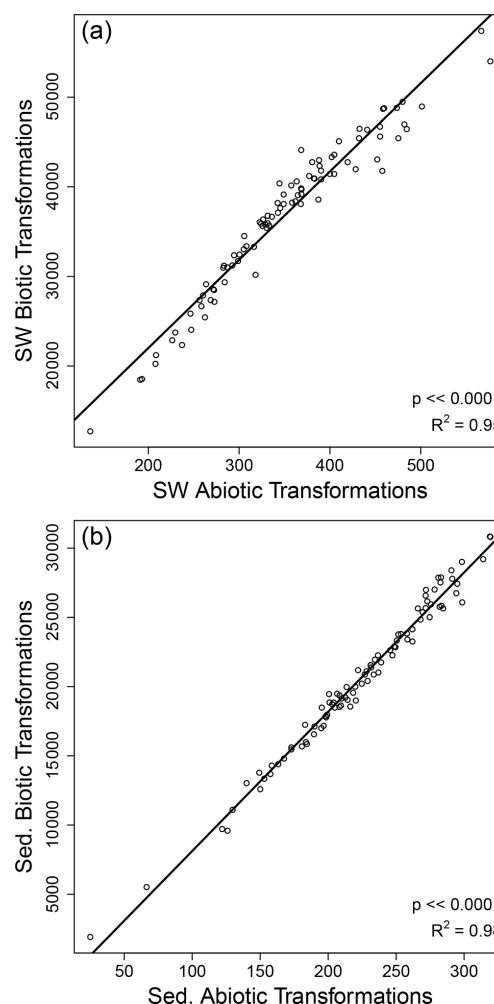 (a)
SW Biotic Transformations
50000
40000
30000
20000
p << 0.000
R² = 0.9
200 300 400 500
SW Abiotic Transformations
(b)
Sed. Biotic Transformations
30000
25000
20000
15000
10000
5000
p << 0.000
R² = 0.98
50 100 150 200 250 300
Sed. Abiotic Transformations